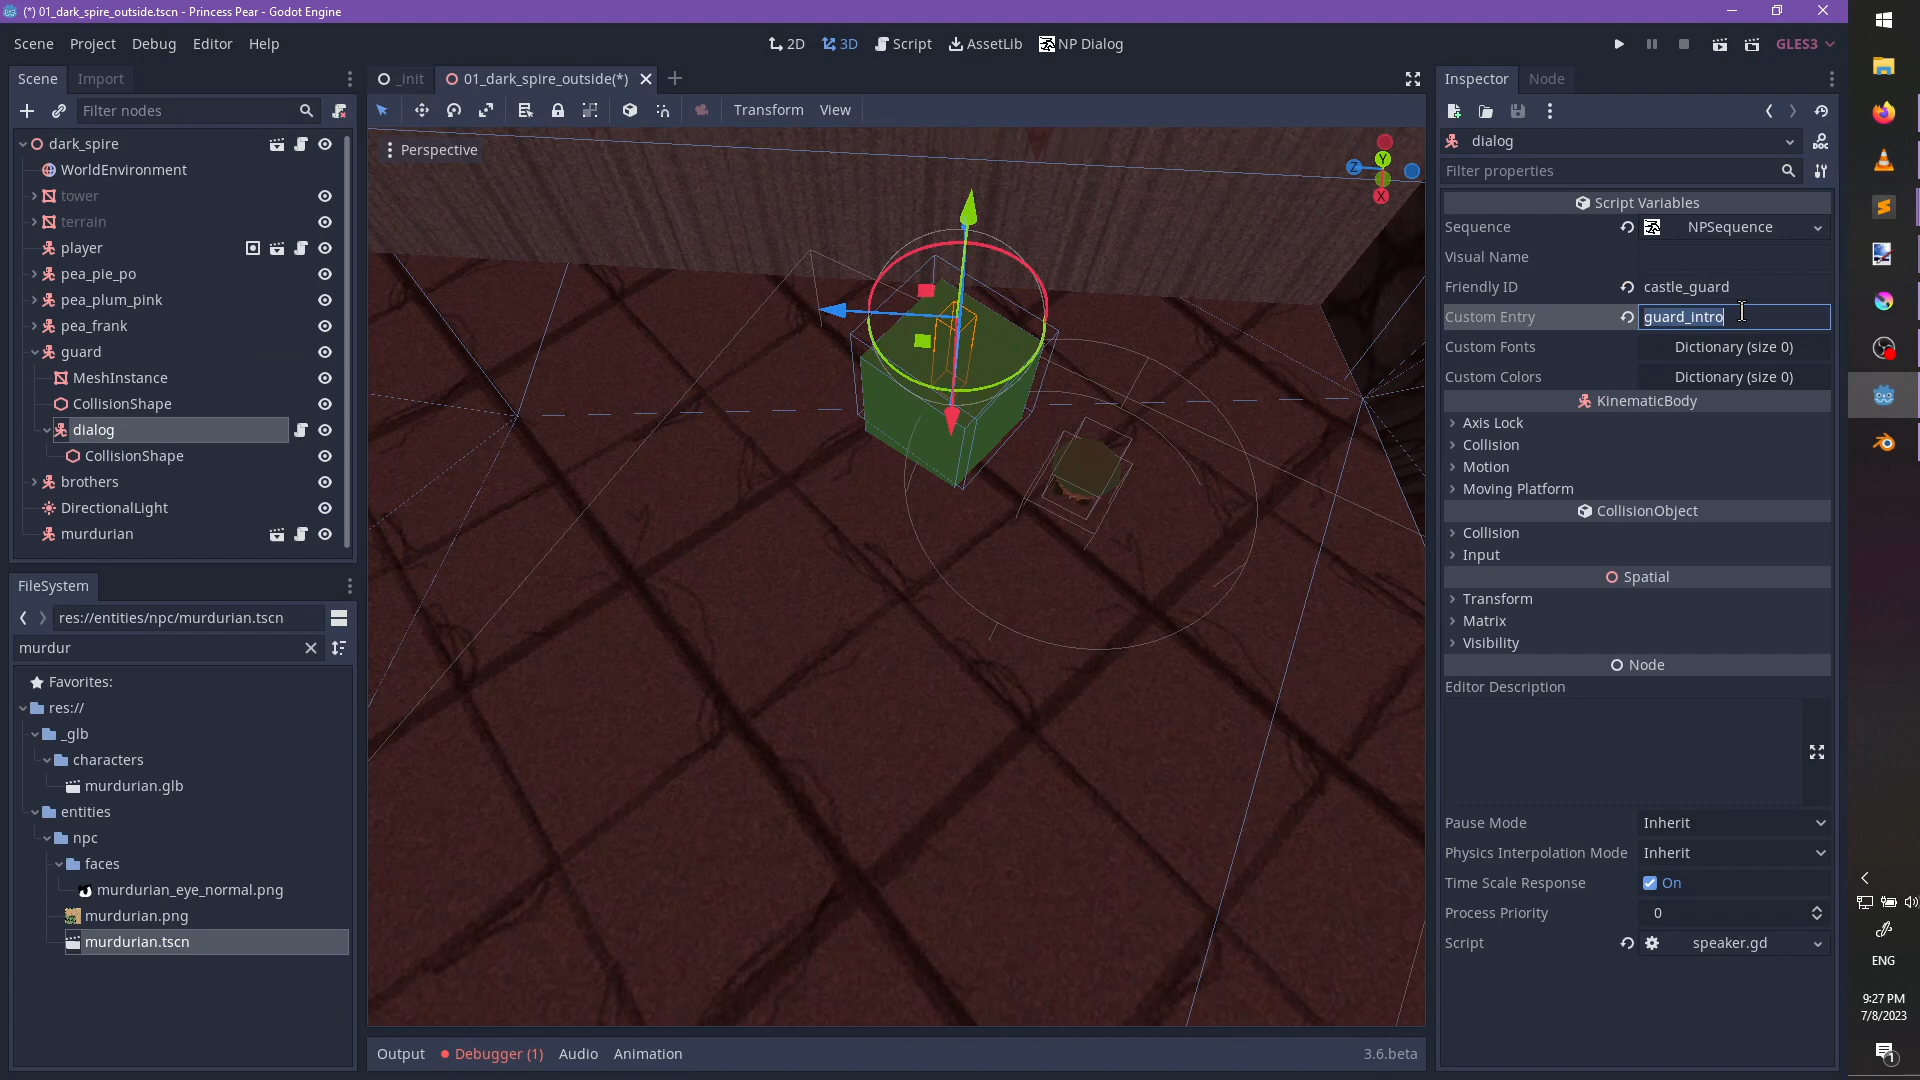 (*) 01_dark_spire_outside.tscn - Princess Pear - Godot Engine
Scene Project Debug Editor Help
2D 3D Script AssetLib NP Dialog
GLES3
Scene Import
_init 01_dark_spire_outside(*)
Inspector Node
Filter nodes
Transform View
dialog
Perspective
Y
Z
X
Filter properties
dark_spire
WorldEnvironment
tower
terrain
player
pea_pie_po
pea_plum_pink
pea_frank
guard
MeshInstance
CollisionShape
dialog
CollisionShape
brothers
DirectionalLight
murdurian
FileSystem
res://entities/npc/murdurian.tscn
murdur
Favorites:
res://
_glb
characters
murdurian.glb
entities
npc
faces
murdurian_eye_normal.png
murdurian.png
murdurian.tscn
Output Debugger (1) Audio Animation 3.6.beta
Script Variables
Sequence NPSequence
Visual Name
Friendly ID castle_guard
Custom Entry guard_intro
Custom Fonts Dictionary (size 0)
Custom Colors Dictionary (size 0)
KinematicBody
Axis Lock
Collision
Motion
Moving Platform
CollisionObject
Collision
Input
Spatial
Transform
Matrix
Visibility
Node
Editor Description
Pause Mode Inherit
Physics Interpolation Mode Inherit
Time Scale Response On
Process Priority 0
Script speaker.gd
ENG
9:27 PM
7/8/2023
1